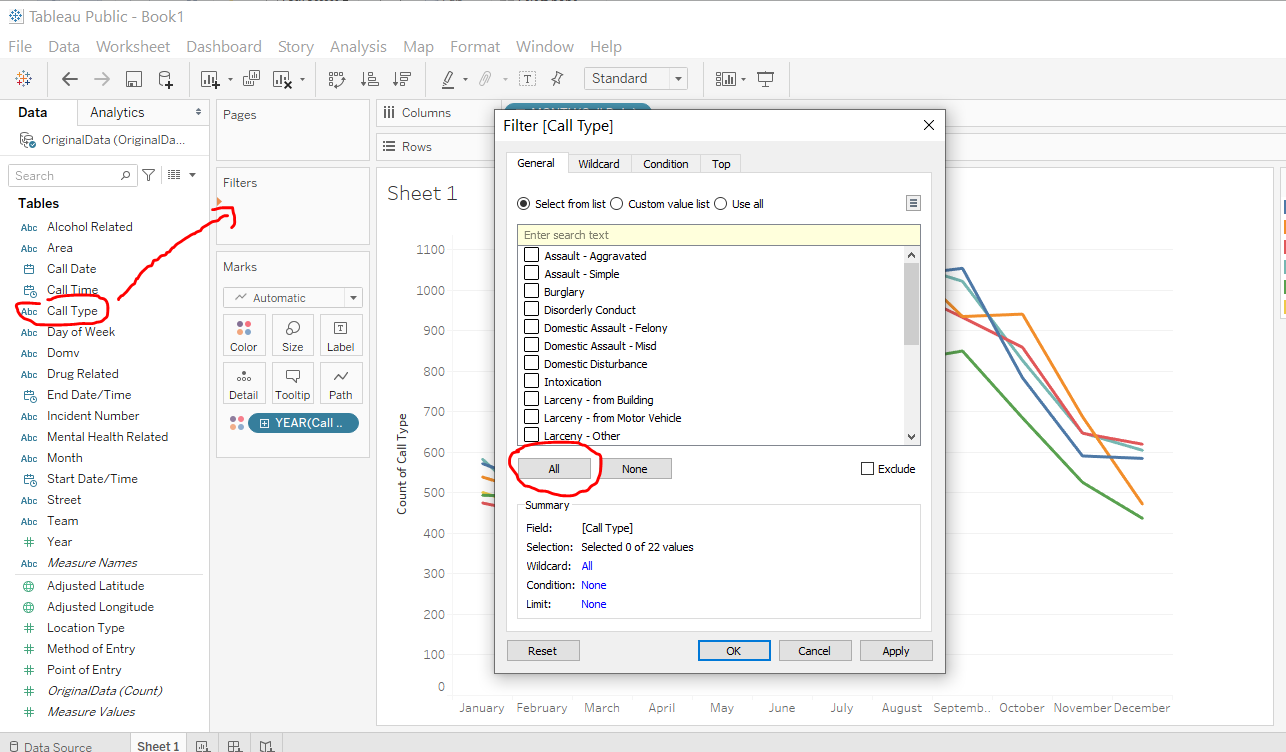 Tableau Public - Book1
File Data Worksheet Dashboard Story Analysis Map Format Window Help
Standard
Data Analytics
OriginalData (OriginalDa...
Search
Tables
Abc Alcohol Related
Abc Area
Call Date
Call Time
Abc Call Type
Abc Day of Week
Abc Domv
Abc Drug Related
End Date/Time
Abc Incident Number
Abc Mental Health Related
Abc Month
Start Date/Time
Abc Street
Abc Team
# Year
Abc Measure Names
Adjusted Latitude
Adjusted Longitude
# Location Type
# Method of Entry
# Point of Entry
# OriginalData (Count)
# Measure Values
Pages
Filters
Marks
Automatic
Color Size Label
Detail Tooltip Path
YEAR(Call ..
Columns
Rows
Sheet 1
Count of Call Type
1100
1000
900
800
700
600
500
400
300
200
100
0
January February March April May June July August Septemb.. October November December
Filter [Call Type]
General Wildcard Condition Top
Select from list Custom value list Use all
Enter search text
Assault - Aggravated
Assault - Simple
Burglary
Disorderly Conduct
Domestic Assault - Felony
Domestic Assault - Misd
Domestic Disturbance
Intoxication
Larceny - from Building
Larceny - from Motor Vehicle
Larceny - Other
All None Exclude
Summary
Field: [Call Type]
Selection: Selected 0 of 22 values
Wildcard: All
Condition: None
Limit: None
Reset OK Cancel Apply
Data Source Sheet 1